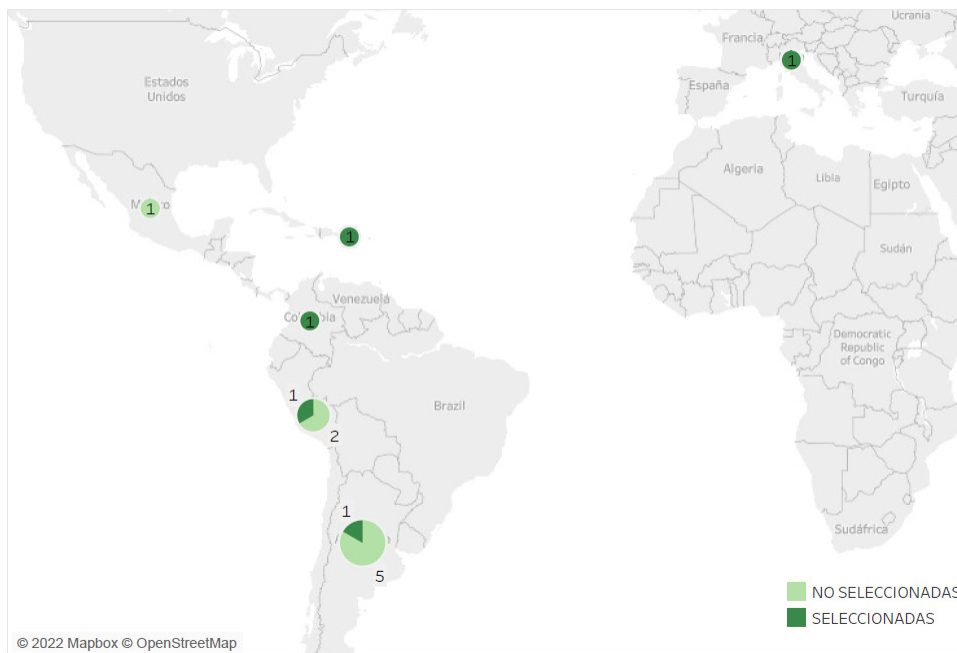 Ucrania
Francia
1
Estados
Unidos
España
Turquía
Argelia
Libia
Egipto
1
1
Sudán
Venezuela
1
Democratic
Republic
of Congo
1
Brazil
2
Sudáfrica
1
5
NO SELECCIONADAS
SELECCIONADAS
© 2022 Mapbox © OpenStreetMap